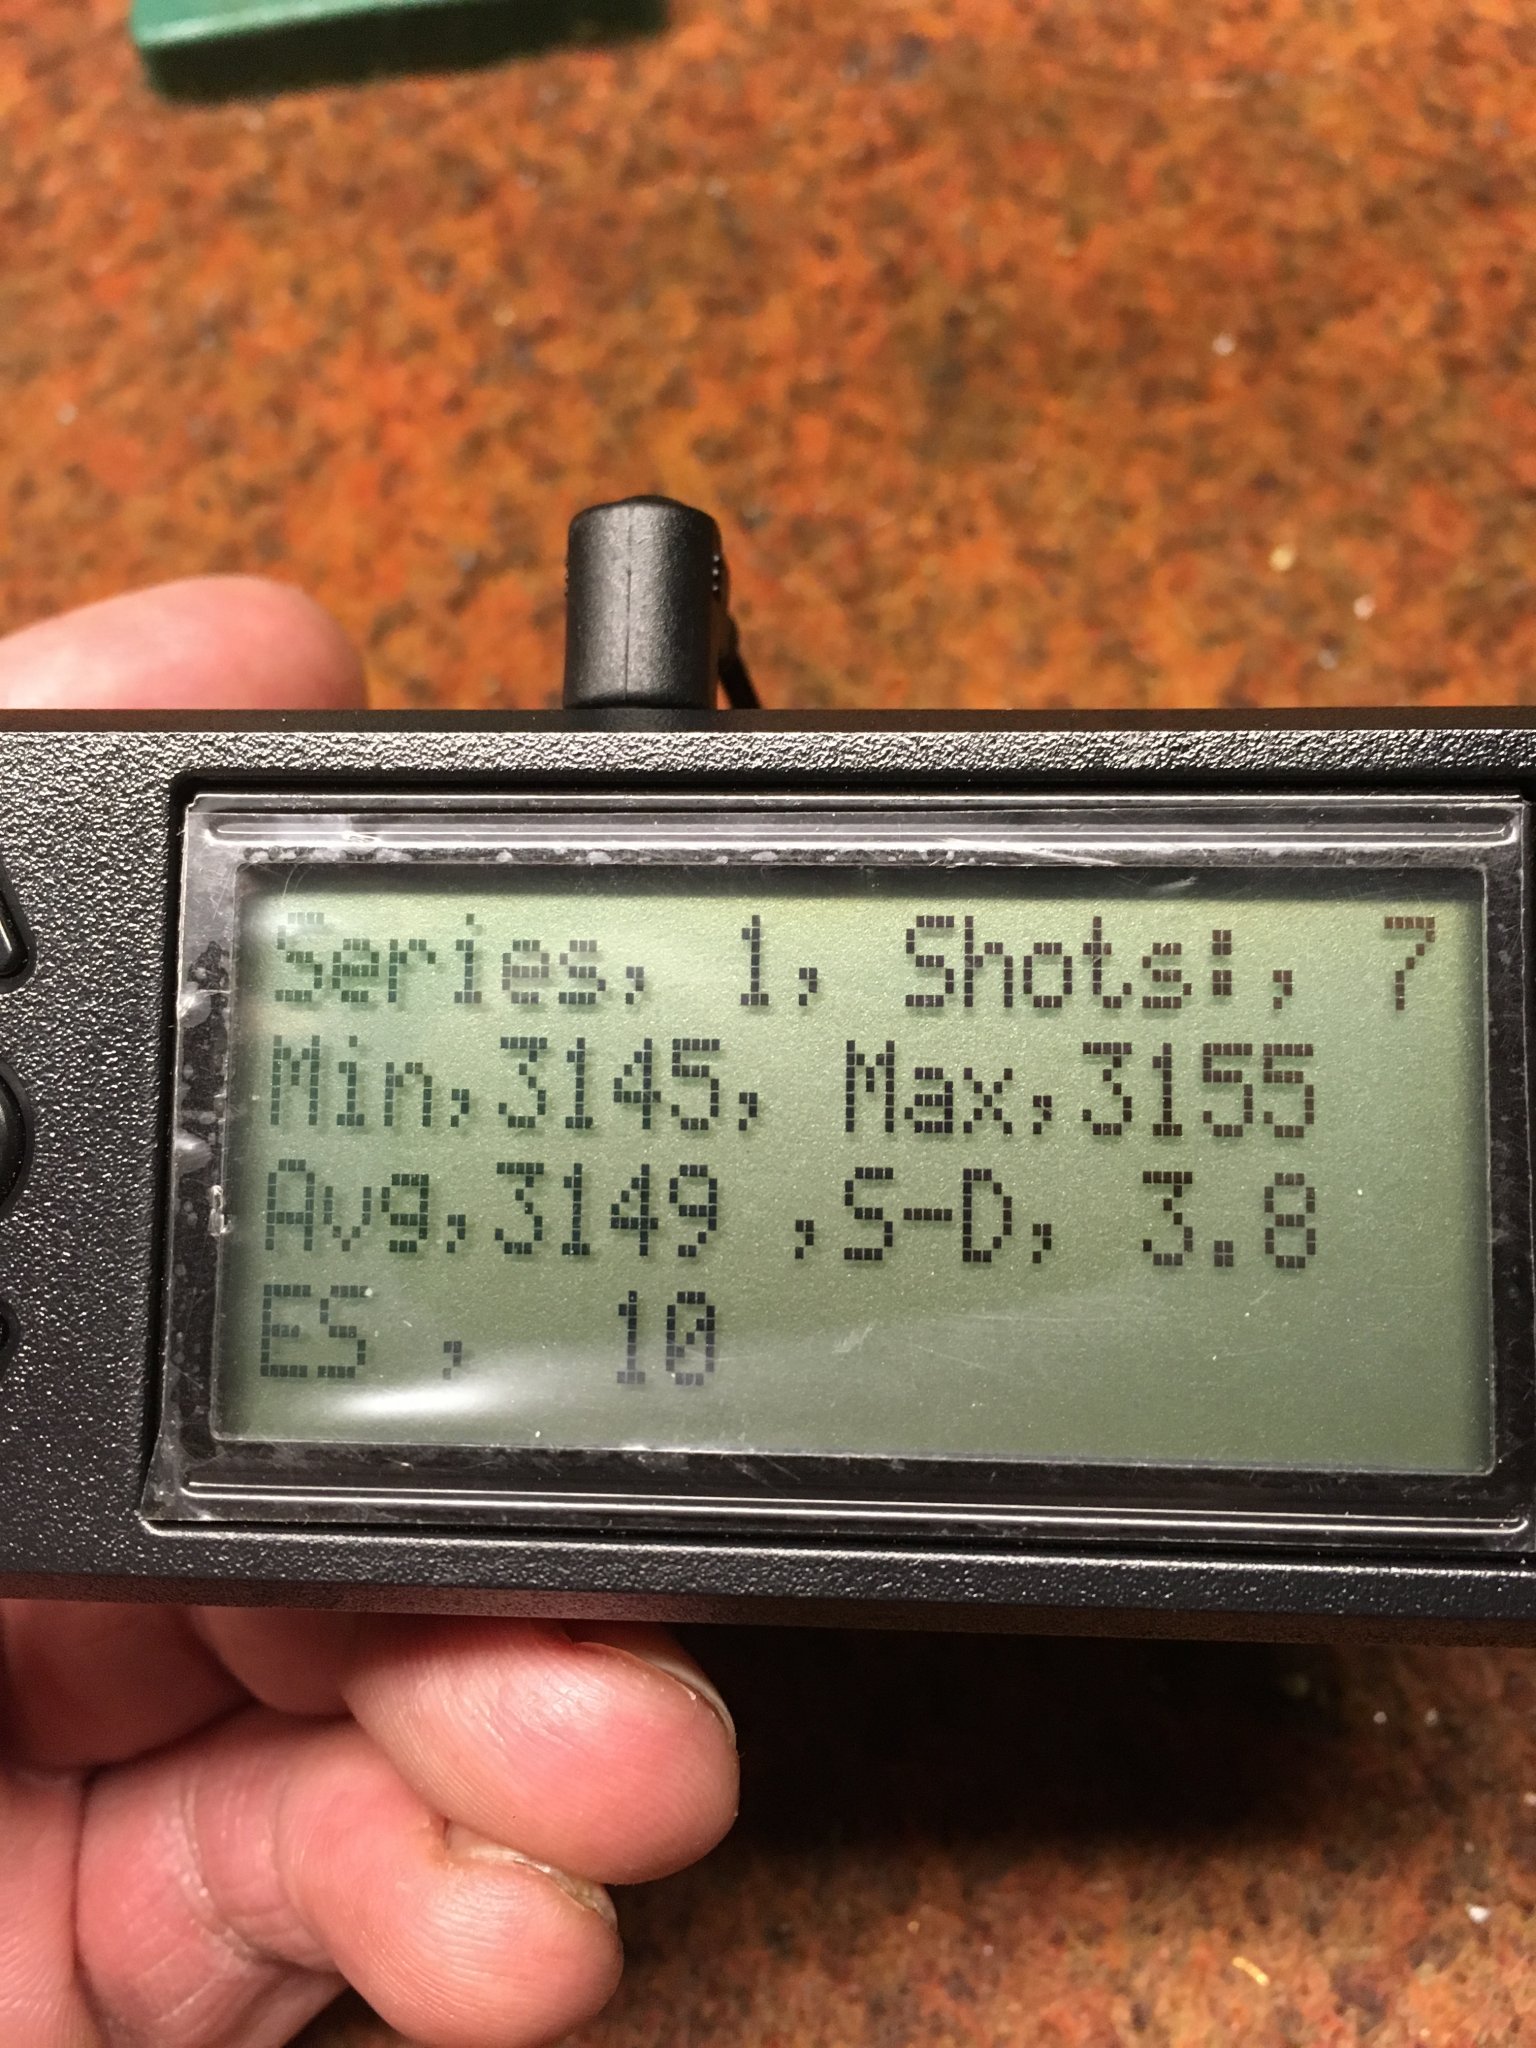 Series, 1, Shots:, 7
Min,3145, Max,3155
Avg,3149 ,S-D, 3.8
ES , 10